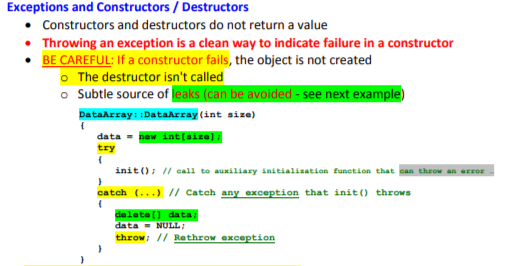 Exceptions and Constructors / Destructors
• Constructors and destructors do not return a value
• Throwing an exception is a clean way to indicate failure in a constructor
• BE CAREFUL: If a constructor fails, the object is not created
o The destructor isn't called
o Subtle source of leaks (can be avoided - see next example)
DataArray::DataArray(int size)
{
data = new int[size];
try
{
init(); // call to auxiliary initialization function that can throw an error …
}
catch (...) // Catch any exception that init() throws
{
delete[] data;
data = NULL;
throw; // Rethrow exception
}
}